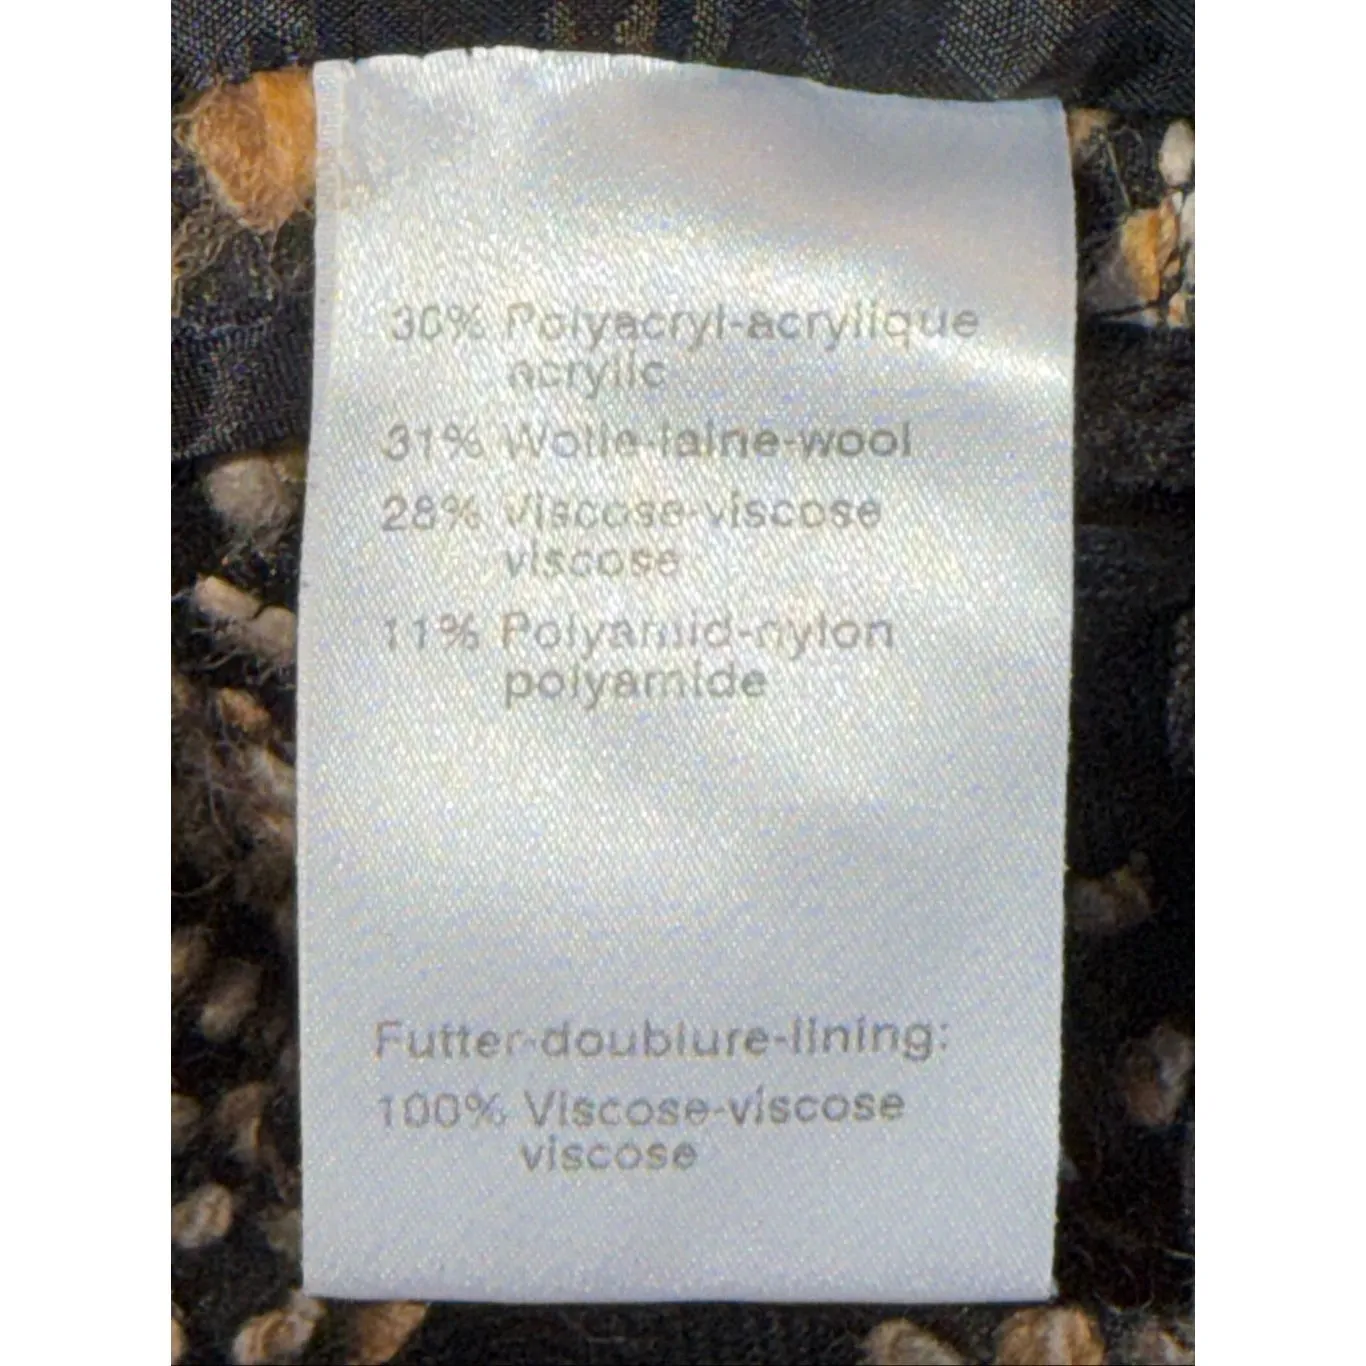 30% Polyacryl-acrylique
acrylic
31% Wolle-laine-wool
28% Viscose-viscose
viscose
11% Polyamid-nylon
polyamide
Futter-doublure-lining:
100% Viscose-viscose
viscose